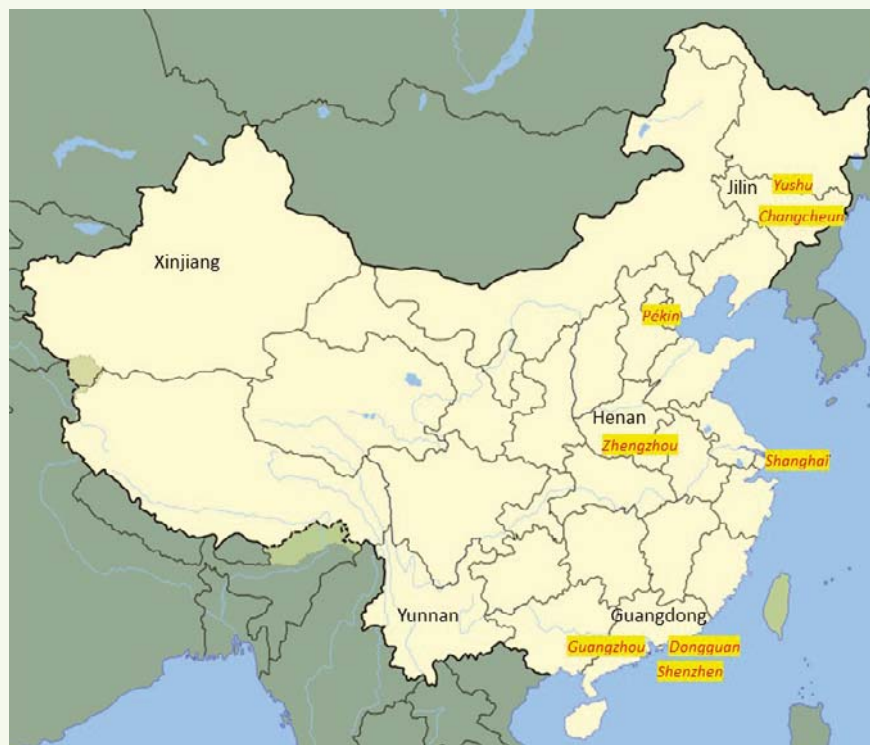 Jilin
Yushu
Changcheun
Xinjiang
Pékin
Henan
Zhengzhou
Shanghaï
Yunnan
Guangdong
Guangzhou
Dongguan
Shenzhen